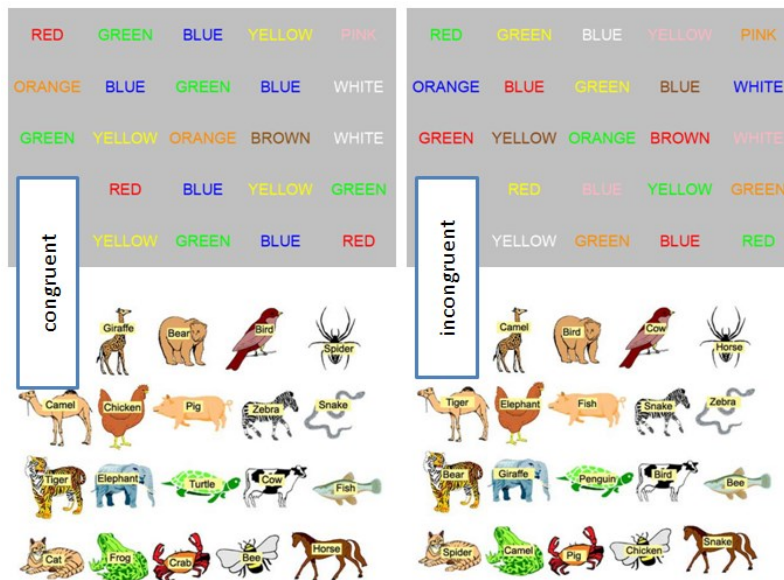 RED GREEN BLUE YELLOW PINK
ORANGE BLUE GREEN BLUE WHITE
GREEN YELLOW ORANGE BROWN WHITE
RED BLUE YELLOW GREEN
YELLOW GREEN BLUE RED
congruent
Giraffe Bear Bird Spider
Camel Chicken Pig Zebra Snake
Tiger Elephant Turtle Cow Fish
Cat Frog Crab Bee Horse
RED GREEN BLUE YELLOW PINK
ORANGE BLUE GREEN BLUE WHITE
GREEN YELLOW ORANGE BROWN WHITE
RED BLUE YELLOW GREEN
YELLOW GREEN BLUE RED
incongruent
Camel Bird Cow Horse
Tiger Elephant Fish Snake Zebra
Bear Giraffe Penguin Bird Bee
Spider Camel Pig Chicken Snake